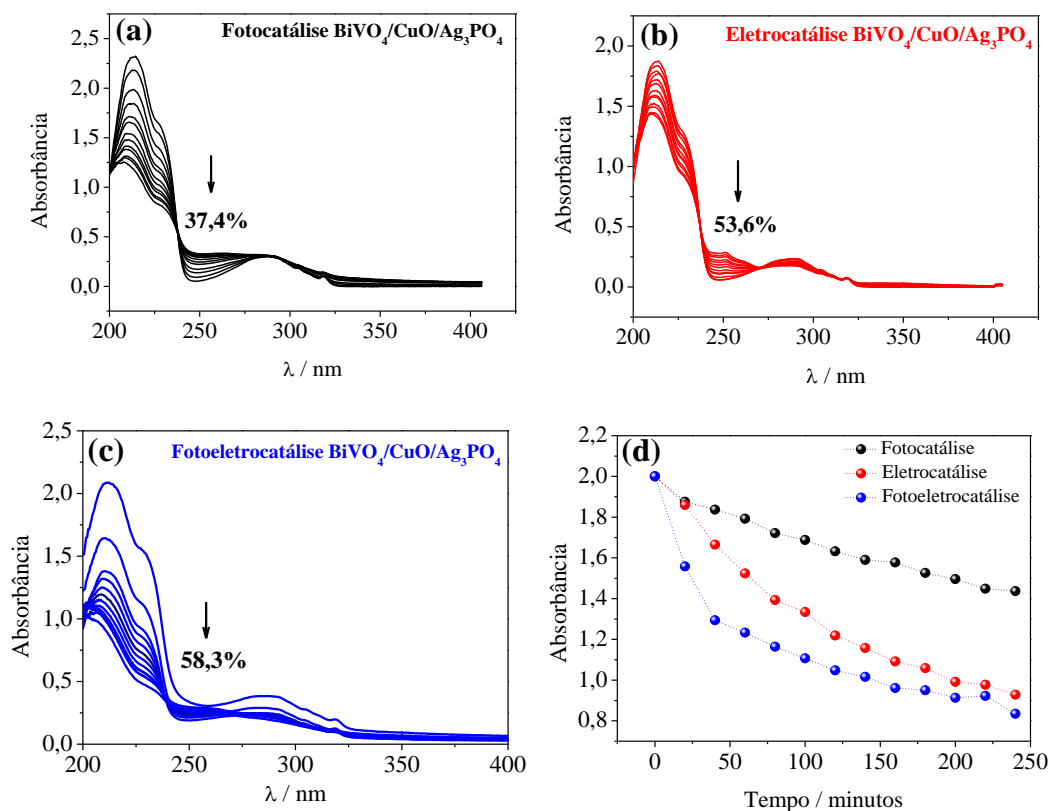 (a)
Fotocatálise BiVO₄/CuO/Ag₃PO₄
2,5
2,0
1,5
1,0
0,5
0,0
Absorbância
37,4%
200 250 300 350 400
λ / nm
(b)
Eletrocatálise BiVO₄/CuO/Ag₃PO₄
2,0
1,5
1,0
0,5
0,0
Absorbância
53,6%
200 250 300 350 400
λ / nm
(c)
Fotoeletrocatálise BiVO₄/CuO/Ag₃PO₄
2,5
2,0
1,5
1,0
0,5
0,0
Absorbância
58,3%
200 250 300 350 400
λ / nm
(d)
Fotocatálise
Eletrocatálise
Fotoeletrocatálise
2,2
2,0
1,8
1,6
1,4
1,2
1,0
0,8
Absorbância
0 50 100 150 200 250
Tempo / minutos